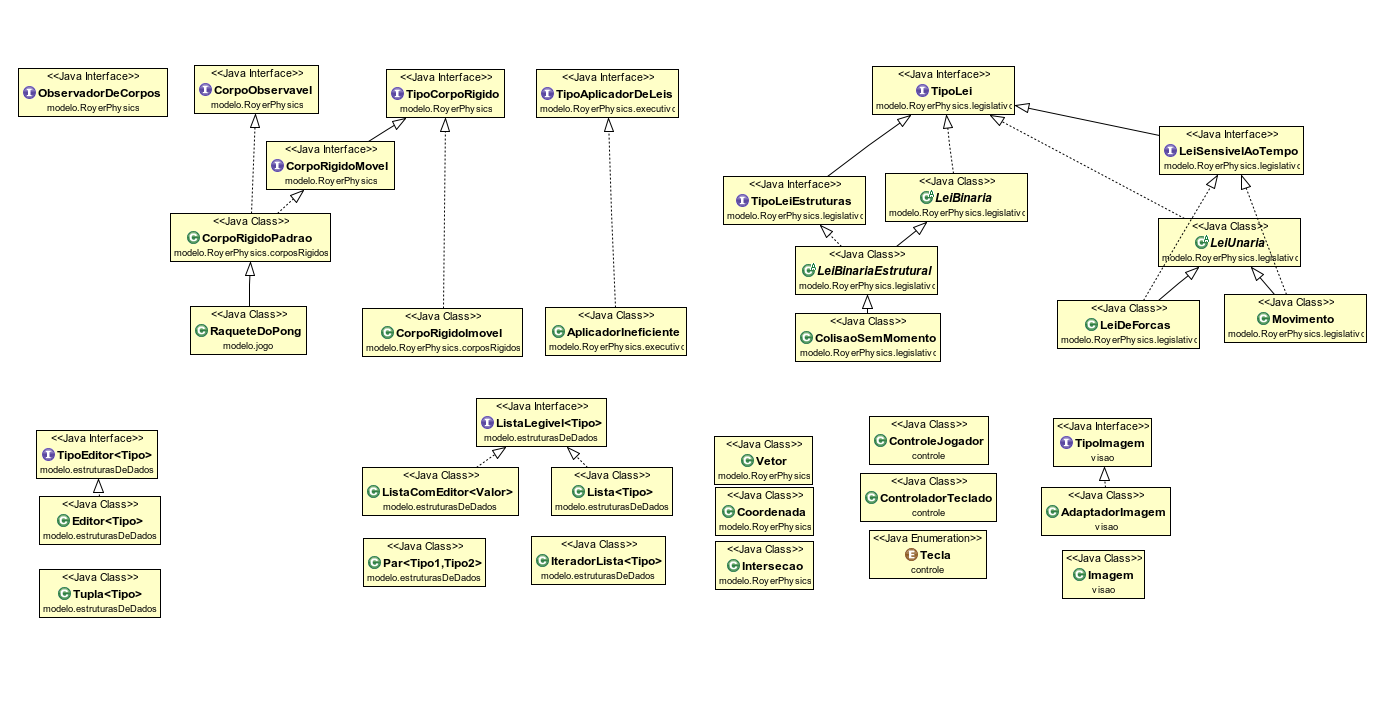 <<Java Interface>>
ObservadorDeCorpos
modelo.RoyerPhysics
<<Java Interface>>
CorpoObservavel
modelo.RoyerPhysics
<<Java Interface>>
TipoCorpoRigido
modelo.RoyerPhysics
<<Java Interface>>
TipoAplicadorDeLeis
modelo.RoyerPhysics.executivo
<<Java Interface>>
TipoLei
modelo.RoyerPhysics.legislativo
<<Java Interface>>
LeiSensivelAoTempo
modelo.RoyerPhysics.legislativo
<<Java Interface>>
CorpoRigidoMovel
modelo.RoyerPhysics
<<Java Interface>>
TipoLeiEstruturas
modelo.RoyerPhysics.legislativo
<<Java Class>>
LeiBinaria
modelo.RoyerPhysics.legislativo
<<Java Class>>
CorpoRigidoPadrao
modelo.RoyerPhysics.corposRigidos
<<Java Class>>
LeiUnaria
modelo.RoyerPhysics.legislativo
<<Java Class>>
LeiBinariaEstrutural
modelo.RoyerPhysics.legislativo
<<Java Class>>
RaqueteDoPong
modelo.jogo
<<Java Class>>
CorpoRigidoImovel
modelo.RoyerPhysics.corposRigidos
<<Java Class>>
AplicadorIneficiente
modelo.RoyerPhysics.executivo
<<Java Class>>
ColisaoSemMomento
modelo.RoyerPhysics.legislativo
<<Java Class>>
LeiDeForcas
modelo.RoyerPhysics.legislativo
<<Java Class>>
Movimento
modelo.RoyerPhysics.legislativo
<<Java Interface>>
TipoEditor<Tipo>
modelo.estruturasDeDados
<<Java Class>>
Editor<Tipo>
modelo.estruturasDeDados
<<Java Class>>
Tupla<Tipo>
modelo.estruturasDeDados
<<Java Interface>>
ListaLegivel<Tipo>
modelo.estruturasDeDados
<<Java Class>>
ListaComEditor<Valor>
modelo.estruturasDeDados
<<Java Class>>
Lista<Tipo>
modelo.estruturasDeDados
<<Java Class>>
Par<Tipo1,Tipo2>
modelo.estruturasDeDados
<<Java Class>>
IteradorLista<Tipo>
modelo.estruturasDeDados
<<Java Class>>
Vetor
modelo.RoyerPhysics
<<Java Class>>
Coordenada
modelo.RoyerPhysics
<<Java Class>>
Intersecao
modelo.RoyerPhysics
<<Java Class>>
ControleJogador
controle
<<Java Class>>
ControladorTeclado
controle
<<Java Enumeration>>
Tecla
controle
<<Java Interface>>
TipoImagem
visao
<<Java Class>>
AdaptadorImagem
visao
<<Java Class>>
Imagem
visao